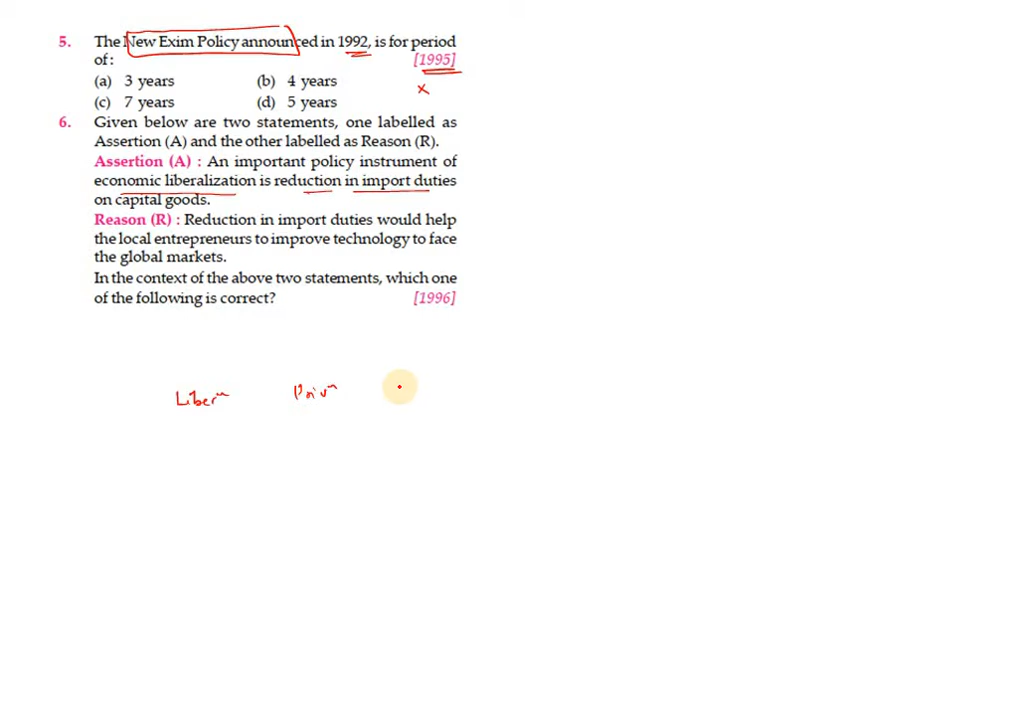 5. The New Exim Policy announced in 1992, is for period
of: [1995]
(a) 3 years (b) 4 years
(c) 7 years (d) 5 years
6. Given below are two statements, one labelled as
Assertion (A) and the other labelled as Reason (R).
Assertion (A) : An important policy instrument of
economic liberalization is reduction in import duties
on capital goods.
Reason (R) : Reduction in import duties would help
the local entrepreneurs to improve technology to face
the global markets.
In the context of the above two statements, which one
of the following is correct? [1996]